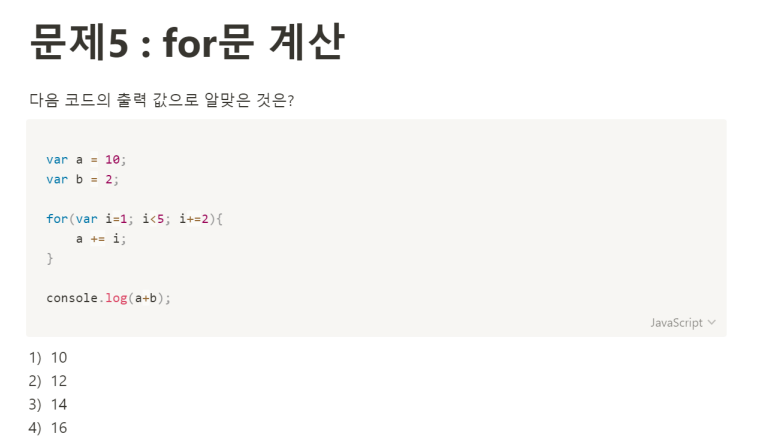 문제5 : for문 계산
다음 코드의 출력 값으로 알맞은 것은?
var a = 10;
var b = 2;
for(var i=1; i<5; i+=2){
    a += i;
}
console.log(a+b);
JavaScript
1) 10
2) 12
3) 14
4) 16